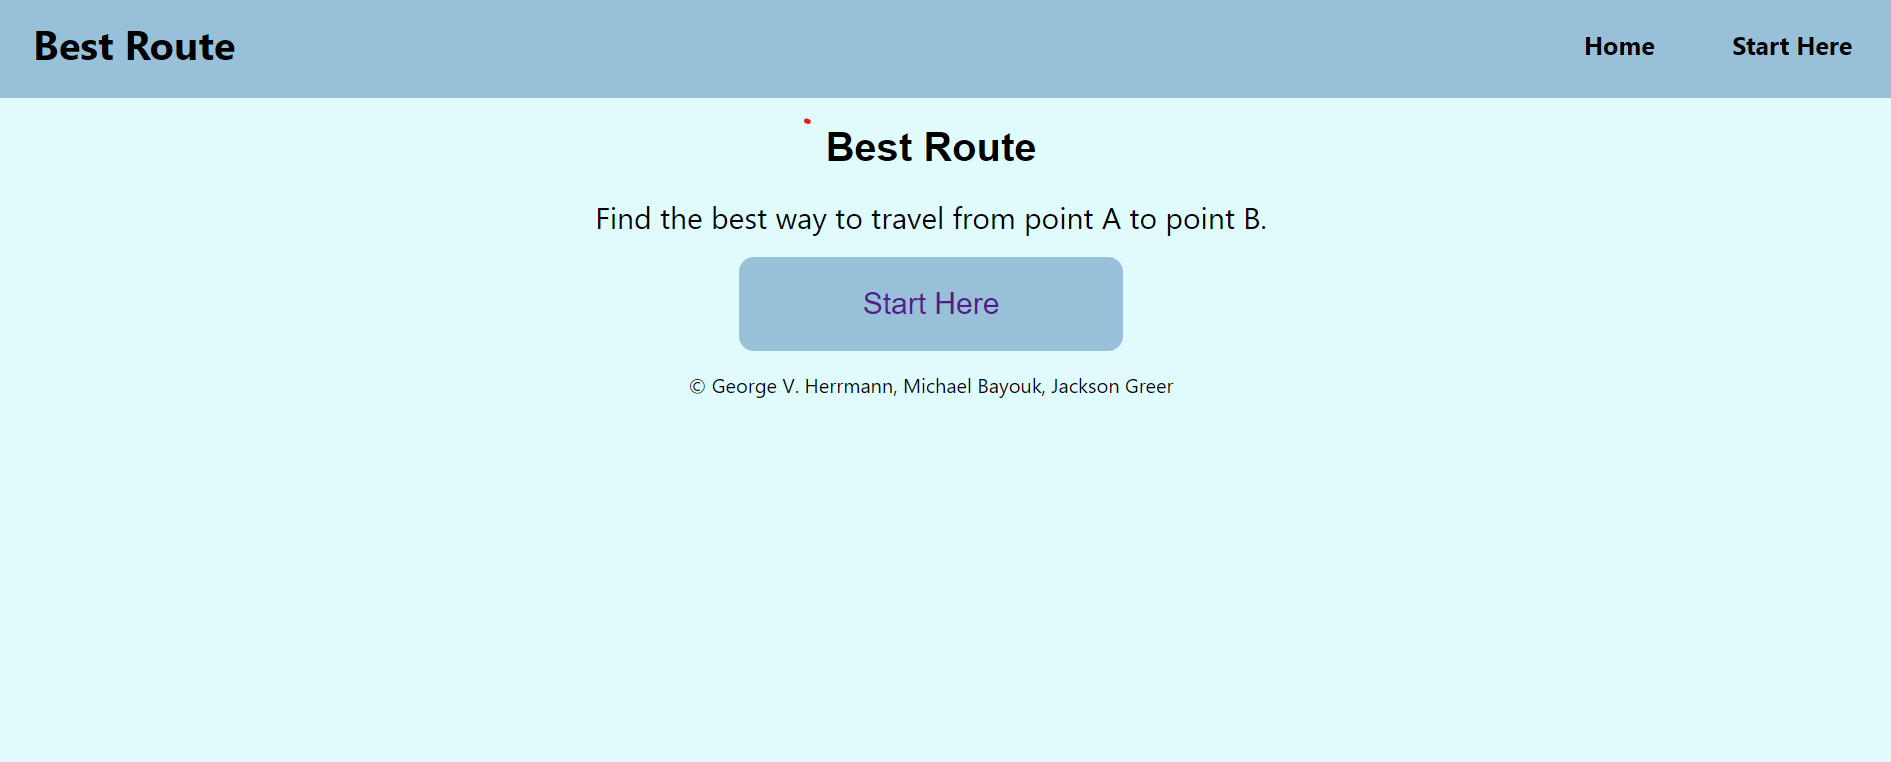 Best Route
Home
Start Here
Best Route
Find the best way to travel from point A to point B.
Start Here
© George V. Herrmann, Michael Bayouk, Jackson Greer